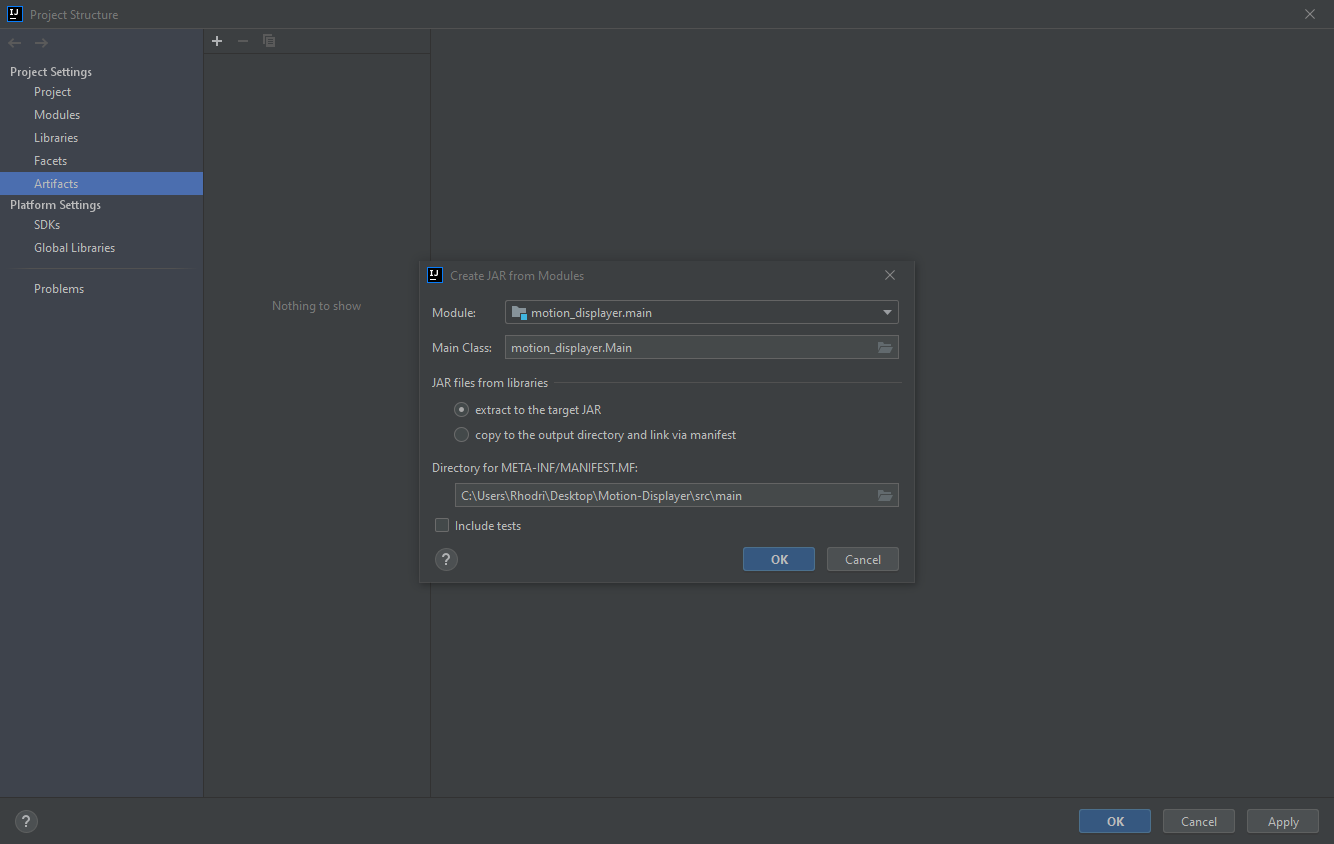 IJ Project Structure
Project Settings
Project
Modules
Libraries
Facets
Artifacts
Platform Settings
SDKs
Global Libraries
Problems
Nothing to show
IJ Create JAR from Modules
Module: motion_displayer.main
Main Class: motion_displayer.Main
JAR files from libraries
extract to the target JAR
copy to the output directory and link via manifest
Directory for META-INF/MANIFEST.MF:
C:\Users\Rhodri\Desktop\Motion-Displayer\src\main
Include tests
? OK Cancel
? OK Cancel Apply